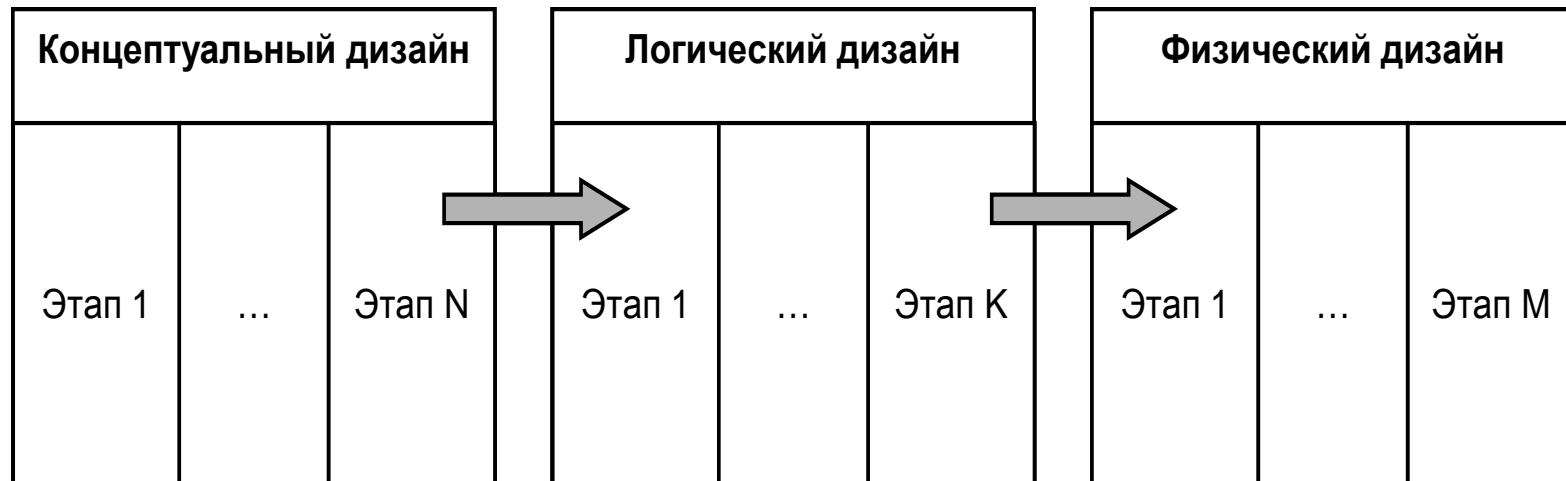 Концептуальный дизайн
Логический дизайн
Физический дизайн
Этап 1
...
Этап N
Этап 1
...
Этап K
Этап 1
...
Этап M